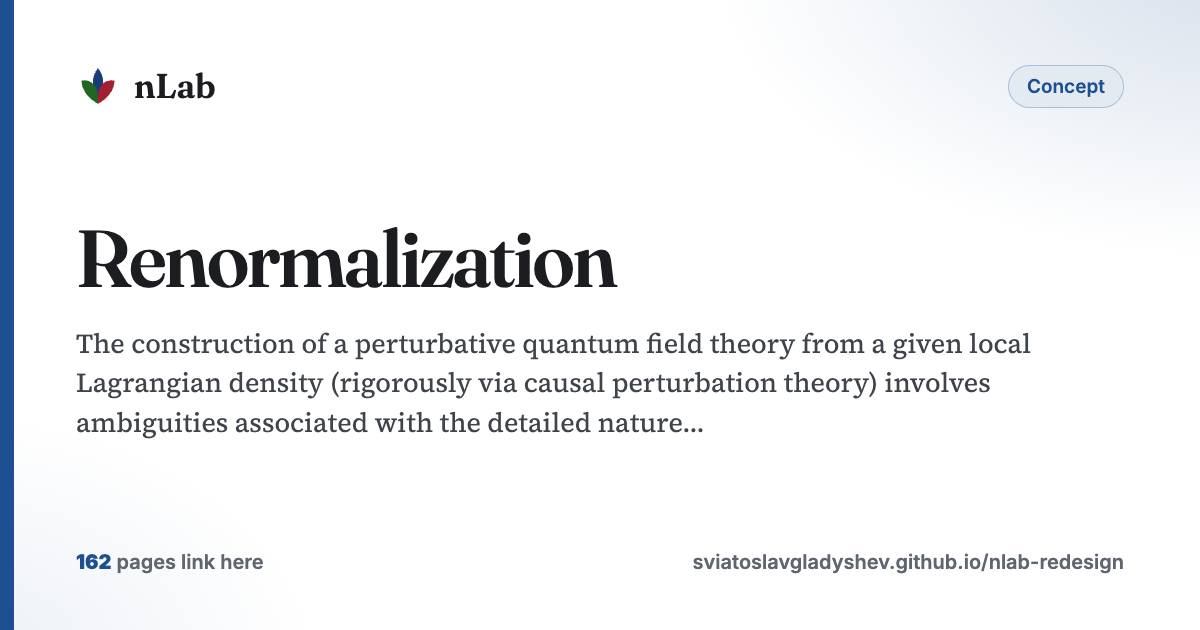 nLab
Concept
Renormalization
The construction of a perturbative quantum field theory from a given local
Lagrangian density (rigorously via causal perturbation theory) involves
ambiguities associated with the detailed nature...
162 pages link here
sviatoslavgladyshev.github.io/nlab-redesign